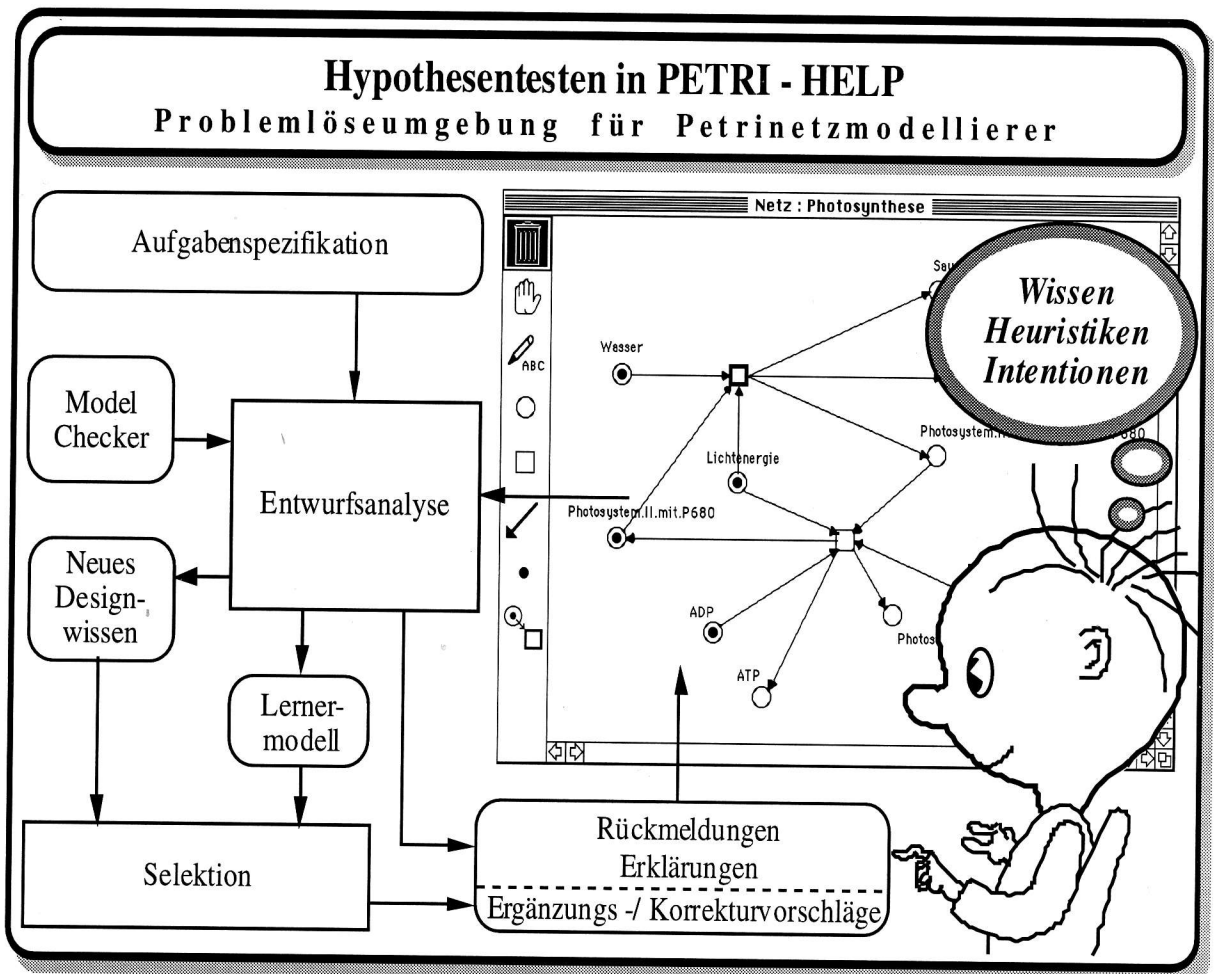 Hypothesentesten in PETRI - HELP
Problemlöseumgebung für Petrinetzmodellierer
Aufgabenspezifikation
Model
Checker
Entwurfsanalyse
Neues
Design-
wissen
Lerner-
modell
Selektion
Netz : Photosynthese
ABC
Wasser
Lichtenergie
Photosystem.II.mit.P680
ADP
ATP
Wissen
Heuristiken
Intentionen
Rückmeldungen
Erklärungen
Ergänzungs -/ Korrekturvorschläge